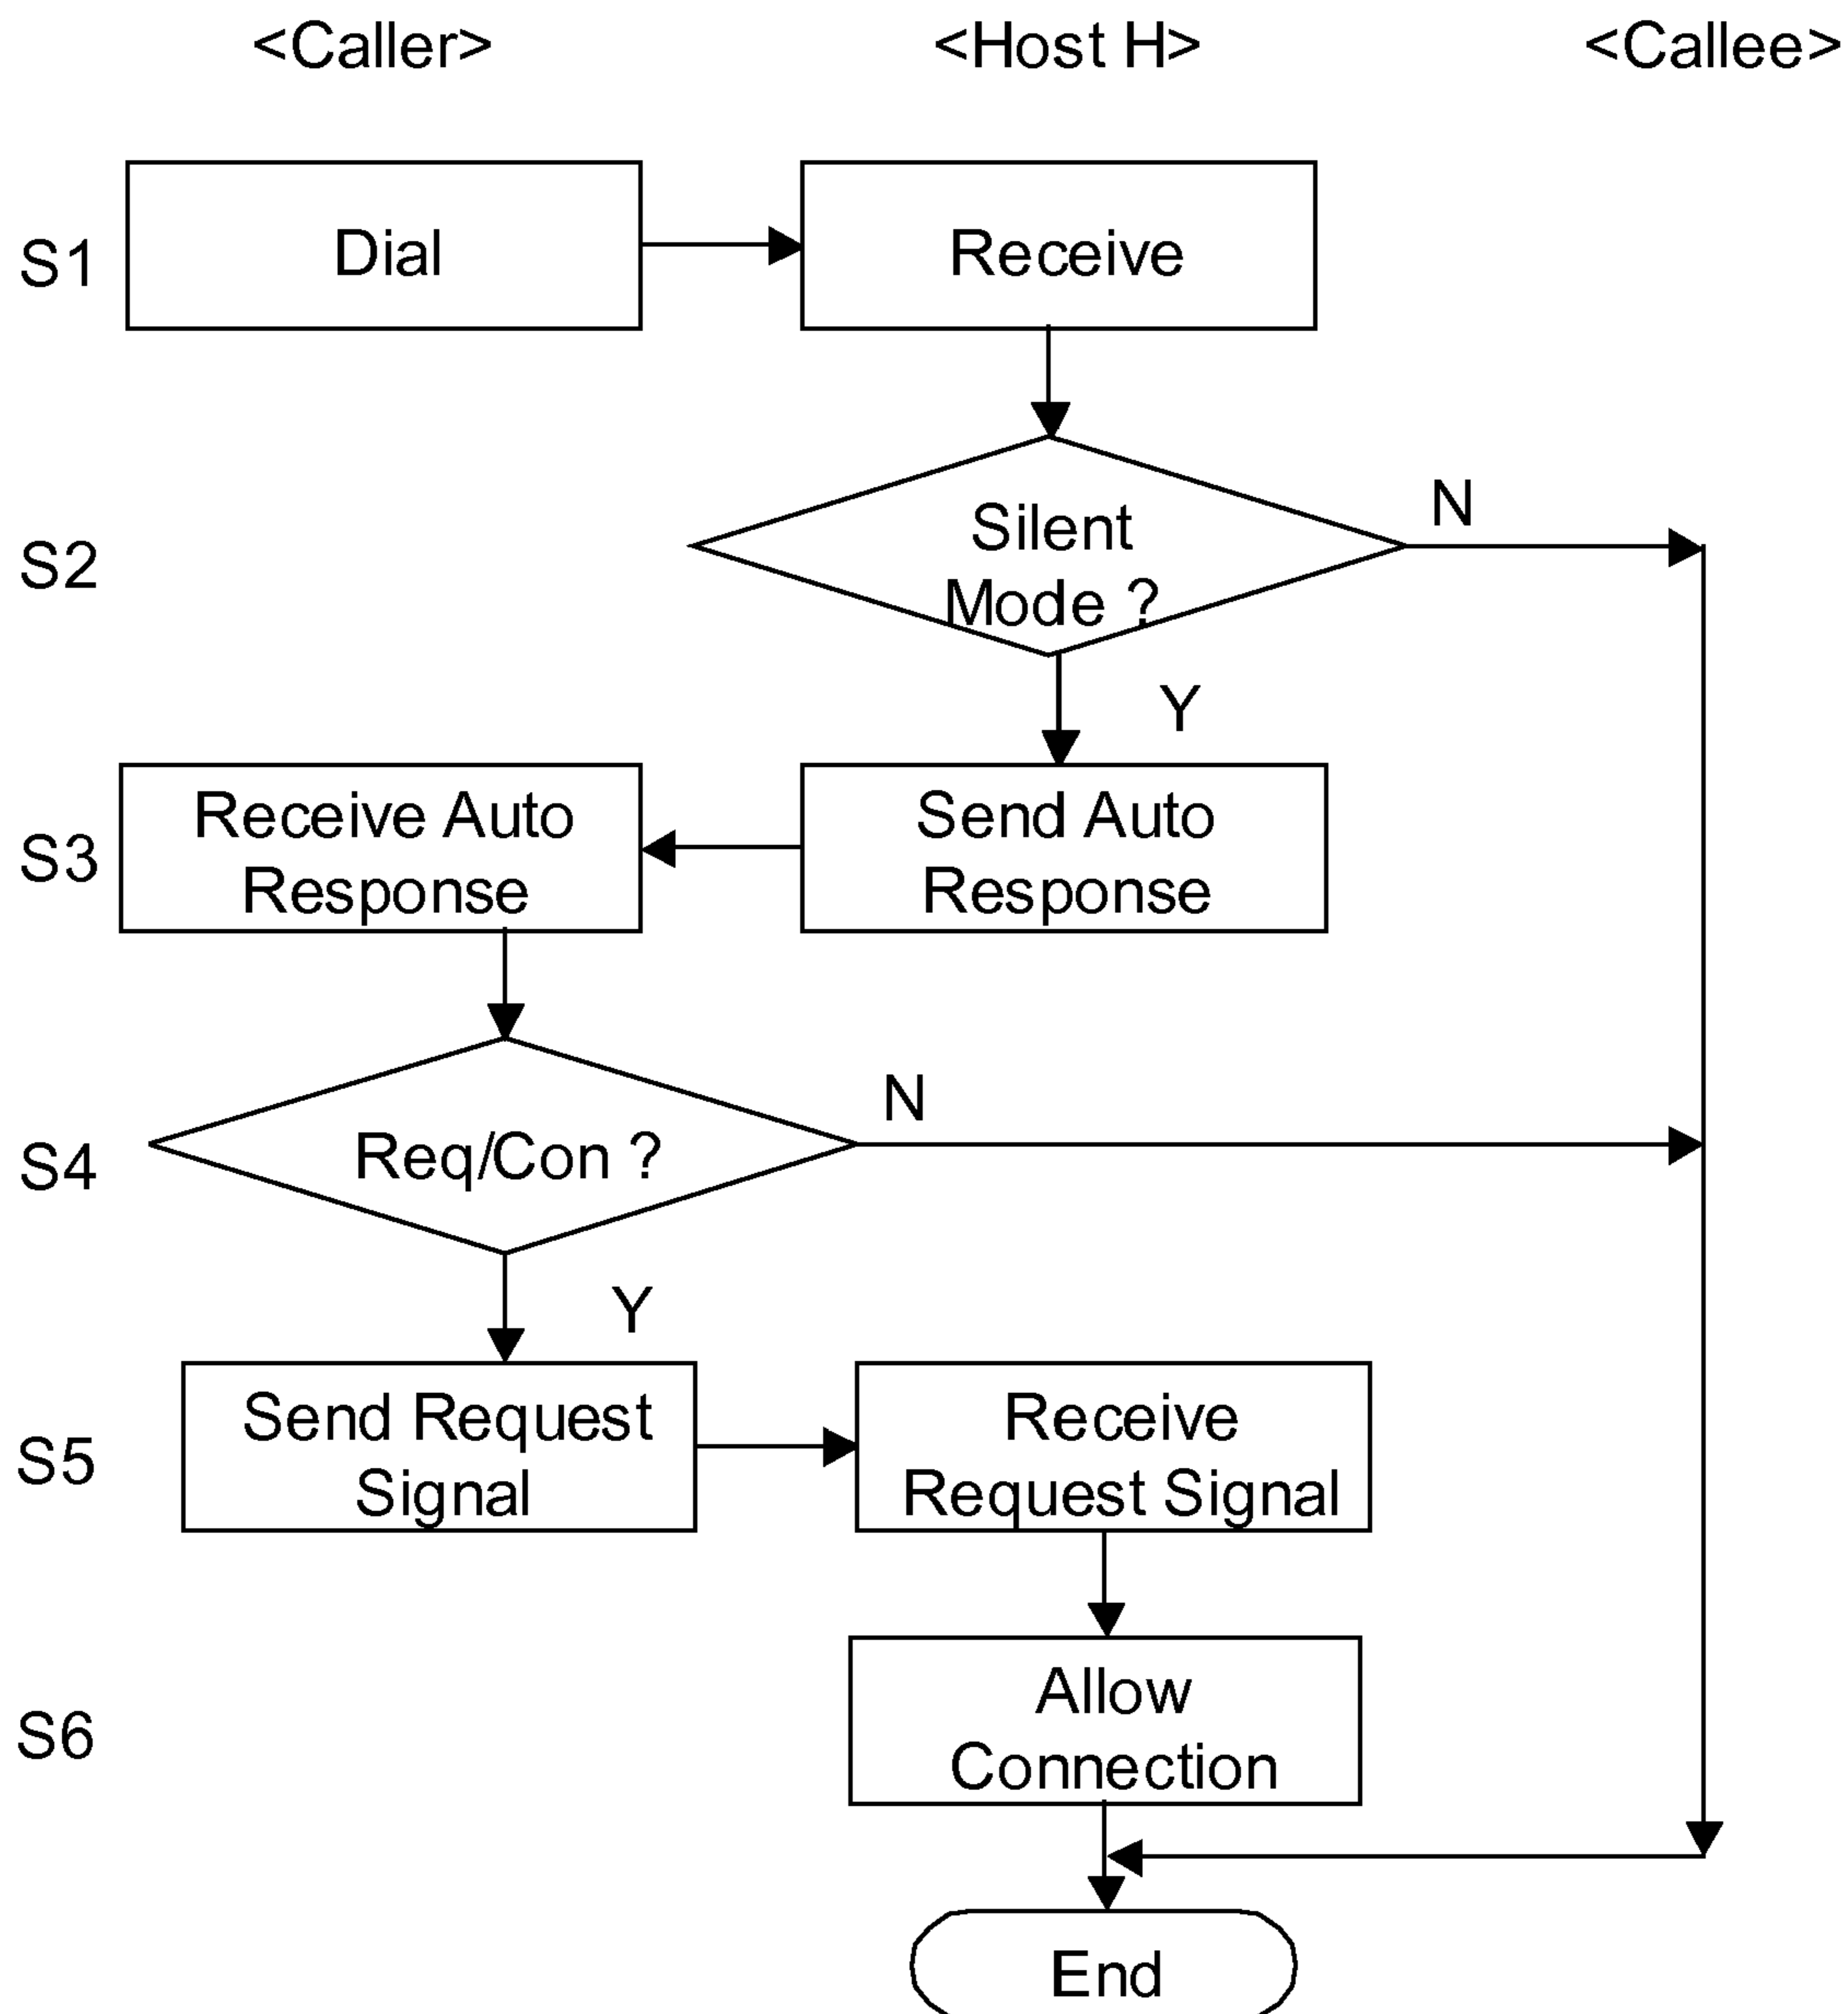 <Caller>
<Host H>
<Callee>
S1
Dial
Receive
S2
Silent
Mode ?
N
Y
S3
Receive Auto
Response
Send Auto
Response
S4
Req/Con ?
N
Y
S5
Send Request
Signal
Receive
Request Signal
S6
Allow
Connection
End